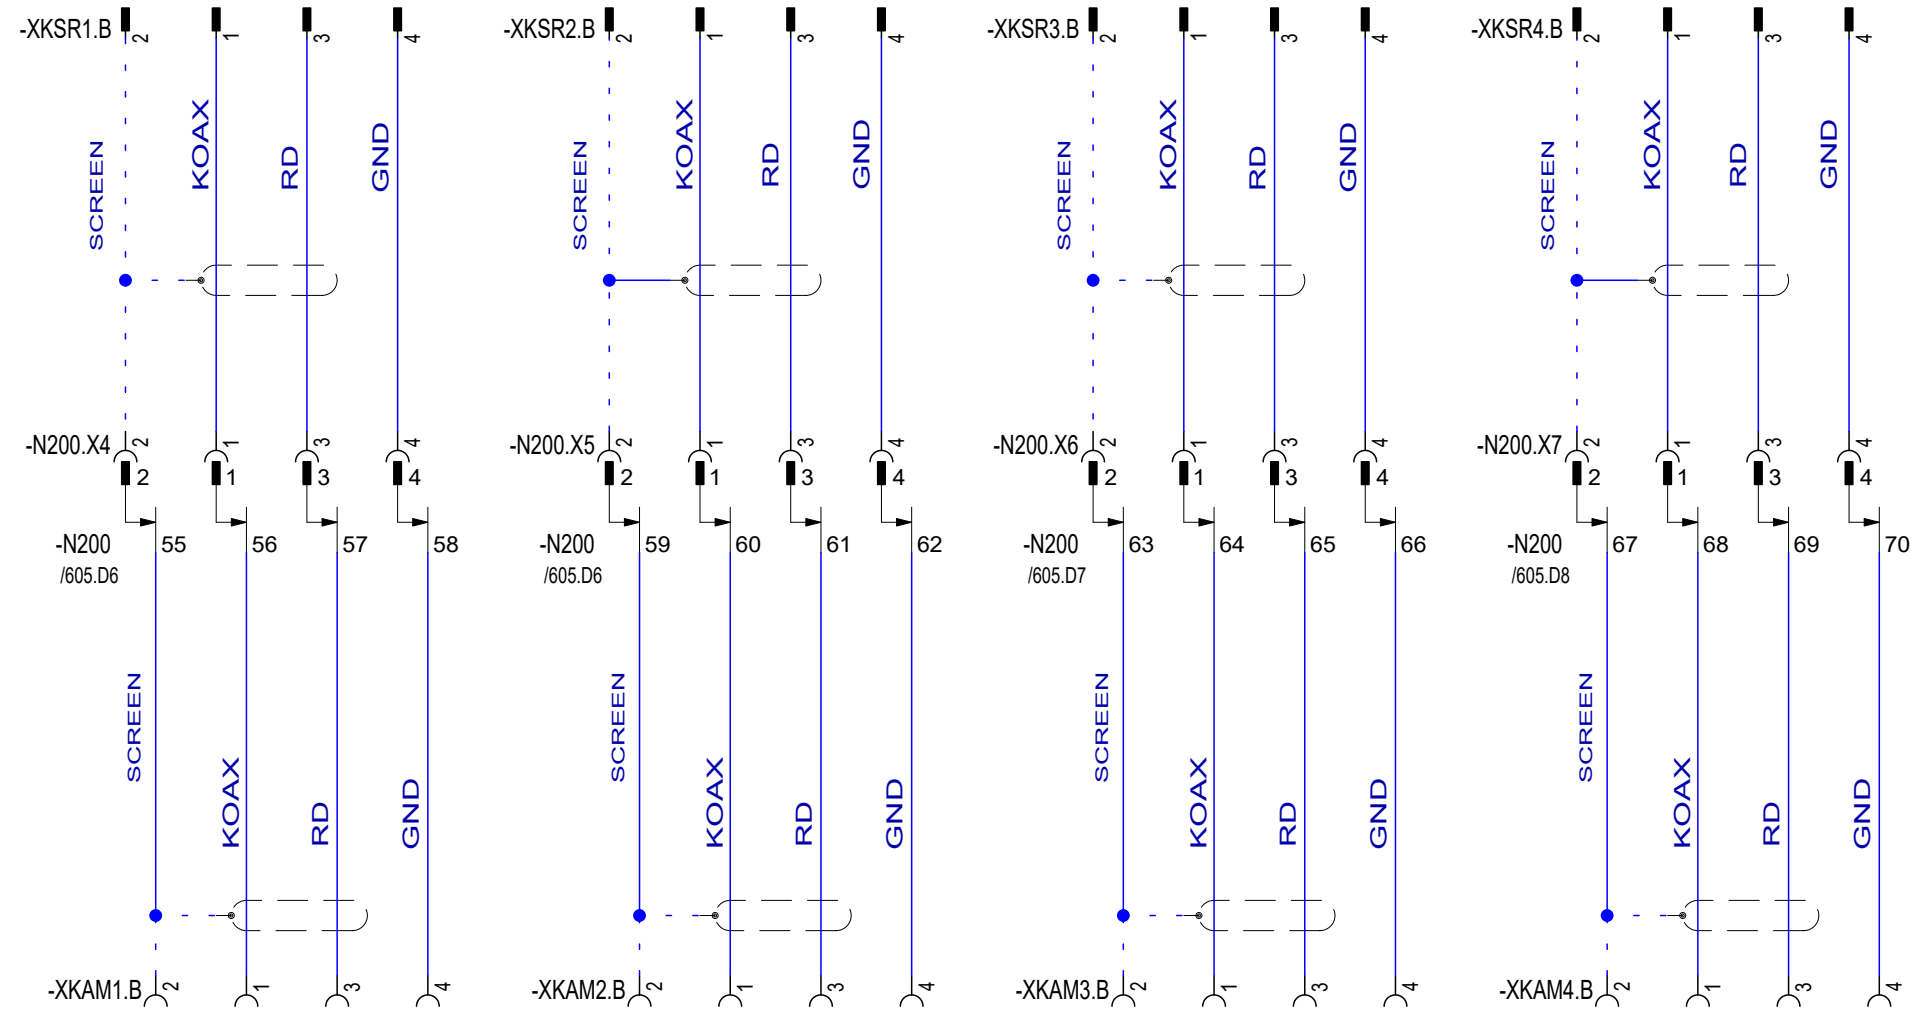 -XKSR1.B 2 1 3 4 -XKSR2.B 2 1 3 4 -XKSR3.B 2 1 3 4 -XKSR4.B 2 1 3 4
SCREEN KOAX RD GND SCREEN KOAX RD GND SCREEN KOAX RD GND SCREEN KOAX RD GND
-N200.X4 2 1 3 4 -N200.X5 2 1 3 4 -N200.X6 2 1 3 4 -N200.X7 2 1 3 4
2 1 3 4 2 1 3 4 2 1 3 4 2 1 3 4
-N200 55 56 57 58 -N200 59 60 61 62 -N200 63 64 65 66 -N200 67 68 69 70
/605.D6 /605.D6 /605.D7 /605.D8
SCREEN KOAX RD GND SCREEN KOAX RD GND SCREEN KOAX RD GND SCREEN KOAX RD GND
-XKAM1.B 2 1 3 4 -XKAM2.B 2 1 3 4 -XKAM3.B 2 1 3 4 -XKAM4.B 2 1 3 4